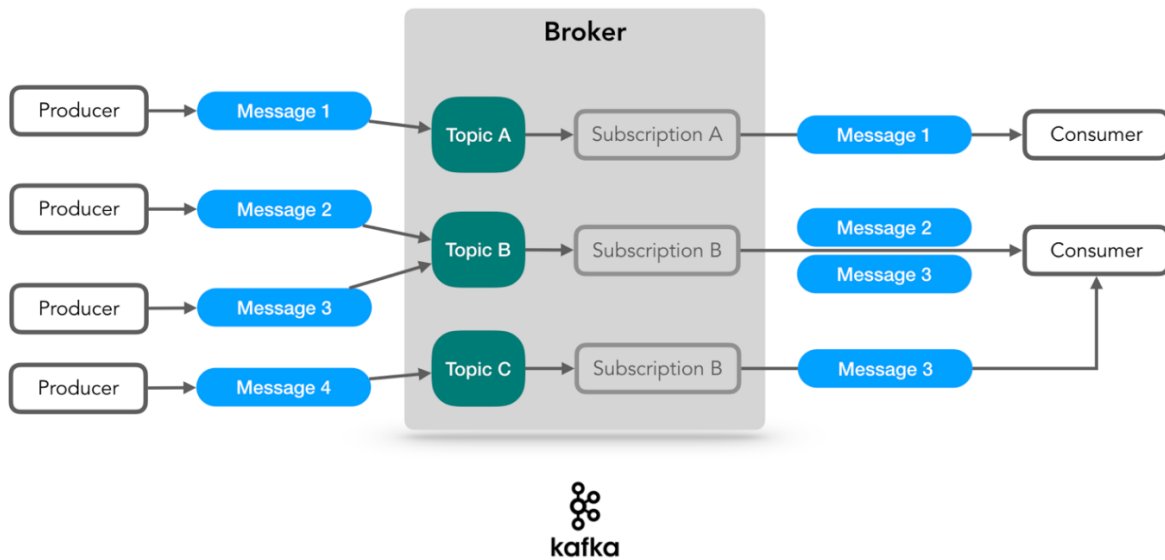 Broker
Producer
Message 1
Topic A
Subscription A
Message 1
Consumer
Producer
Message 2
Topic B
Subscription B
Message 2
Message 3
Consumer
Producer
Message 3
Producer
Message 4
Topic C
Subscription B
Message 3
kafka